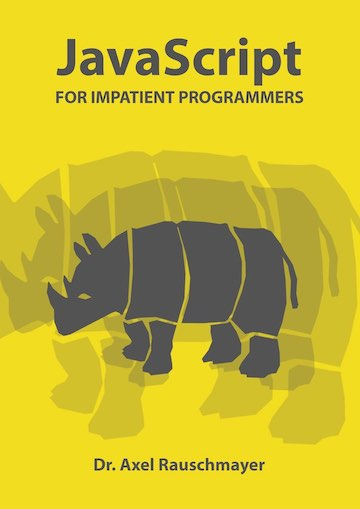 JavaScript
FOR IMPATIENT PROGRAMMERS
Dr. Axel Rauschmayer